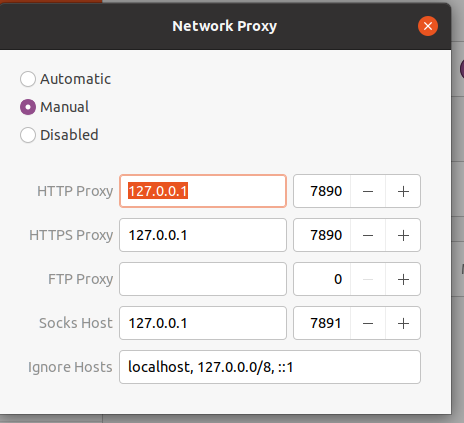 Network Proxy
Automatic
Manual
Disabled
HTTP Proxy 127.0.0.1 7890 − +
HTTPS Proxy 127.0.0.1 7890 − +
FTP Proxy 0 − +
Socks Host 127.0.0.1 7891 − +
Ignore Hosts localhost, 127.0.0.0/8, ::1